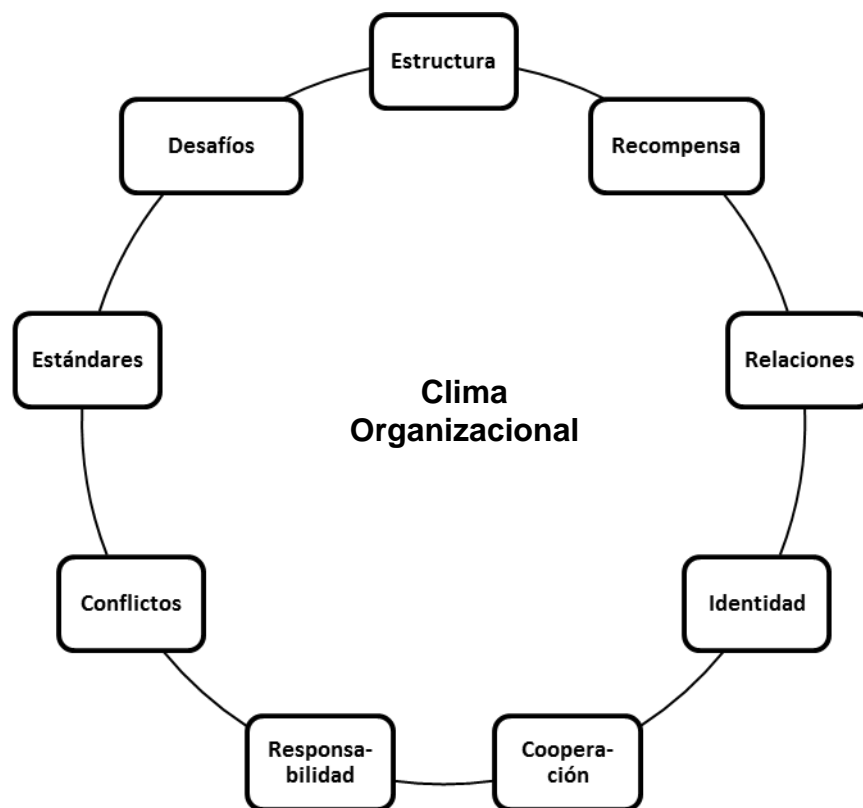 Estructura
Recompensa
Relaciones
Identidad
Coopera-
ción
Responsa-
bilidad
Conflictos
Estándares
Desafíos
Clima
Organizacional